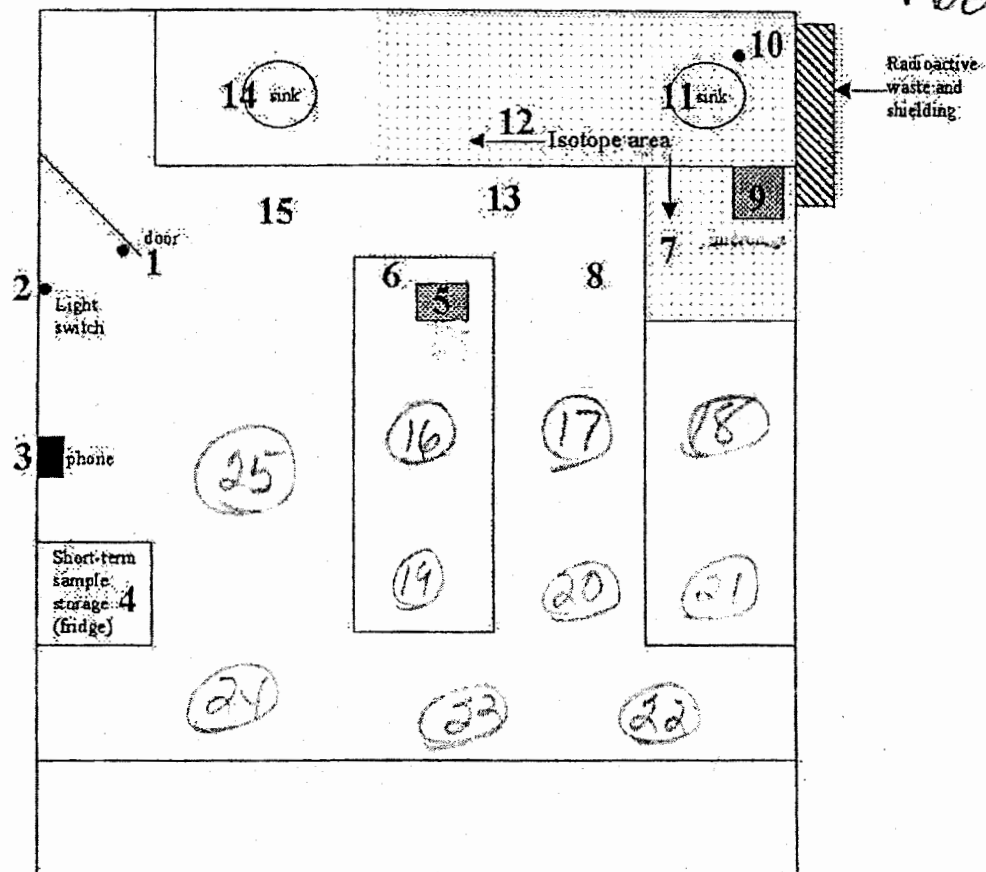 10
Radioactive
waste and
shielding
14 sink
11 sink
12 Isotope area
9
15
13
7
door
1
6
8
2
5
Light
switch
16
17
18
3 phone
25
Short-term
sample
storage 4
(fridge)
19
20
21
24
23
22